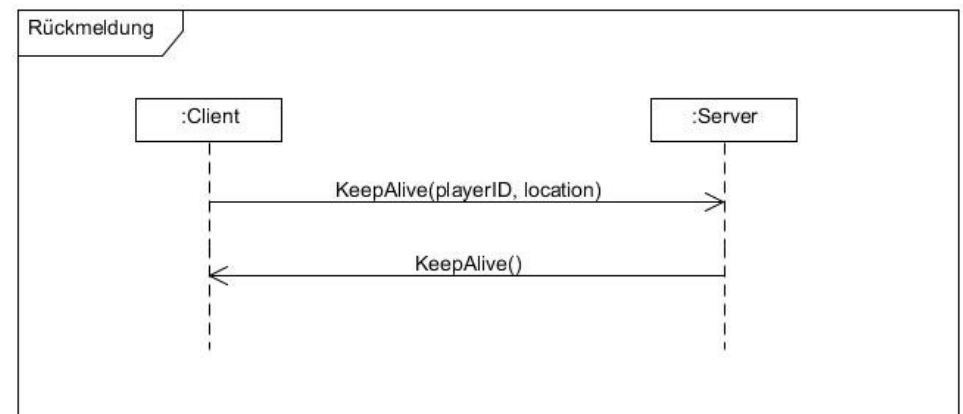 Rückmeldung
:Client
:Server
KeepAlive(playerID, location)
KeepAlive()